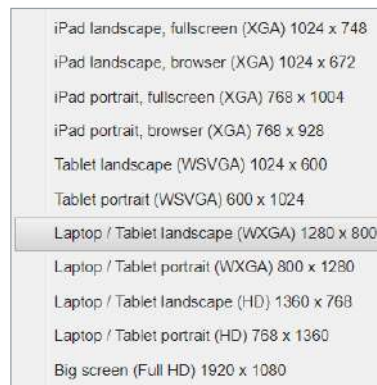 iPad landscape, fullscreen (XGA) 1024 x 748
iPad landscape, browser (XGA) 1024 x 672
iPad portrait, fullscreen (XGA) 768 x 1004
iPad portrait, browser (XGA) 768 x 928
Tablet landscape (WSVGA) 1024 x 600
Tablet portrait (WSVGA) 600 x 1024
Laptop / Tablet landscape (WXGA) 1280 x 800
Laptop / Tablet portrait (WXGA) 800 x 1280
Laptop / Tablet landscape (HD) 1360 x 768
Laptop / Tablet portrait (HD) 768 x 1360
Big screen (Full HD) 1920 x 1080